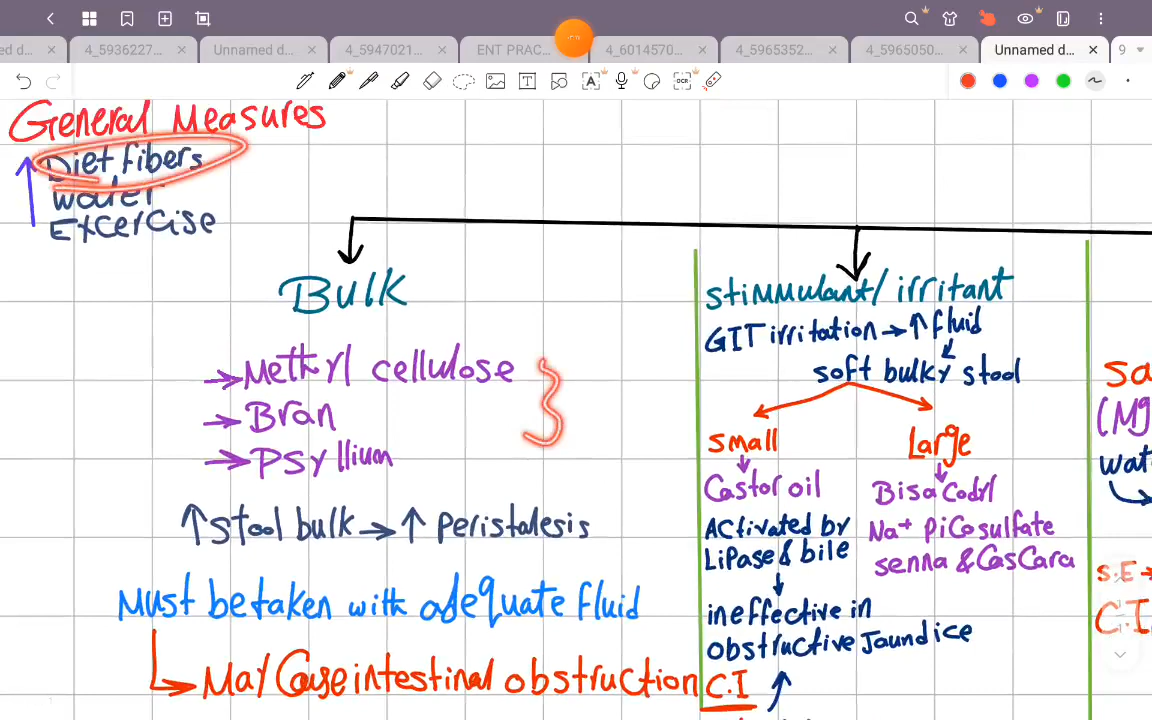 4_5936227...
Unnamed d...
4_5947021...
ENT PRAC...
4_6014570...
4_5965352...
4_5965050...
Unnamed d...
9
General Measures
↑ Diet fibers
water
Excercise
Bulk
→ Methyl cellulose
→ Bran
→ Psyllium
↑ stool bulk → ↑ peristalesis
Must be taken with adequate fluid
May Cause intestinal obstruction
stimmulant/irritant
GIT irritation → ↑ fluid
soft bulky stool
small
Castor oil
Activated by
Lipase & bile
ineffective in
obstructive Jaundice
C.I
Large
Bisacodyl
Na+ Picosulfate
senna & CasCara
(Mg
S.E →
C.I